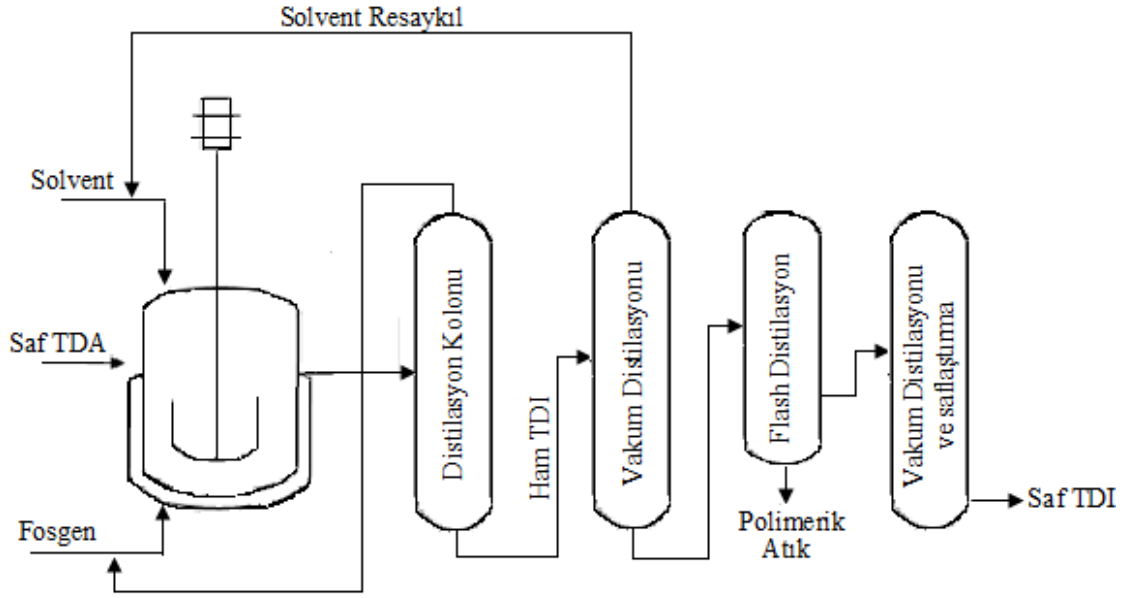 Solvent Resaykıl
Solvent
Saf TDA
Fosgen
Distilasyon Kolonu
Ham TDI
Vakum Distilasyonu
Flash Distilasyon
Polimerik
Atık
Vakum Distilasyonu
ve saflaştırma
Saf TDI